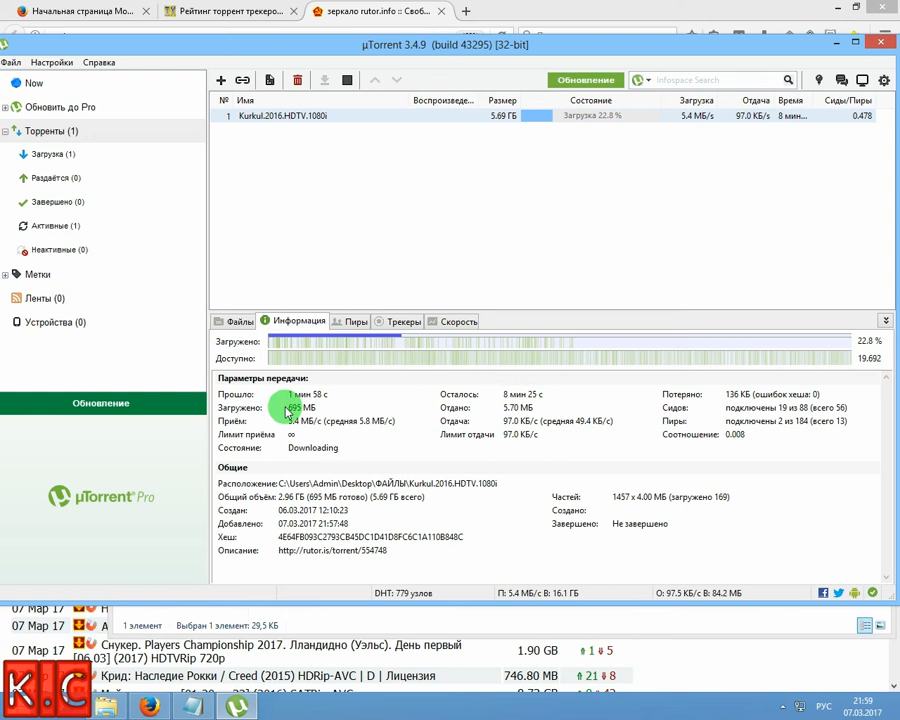 Начальная страница Mo...
Рейтинг торрент трекеро...
зеркало rutor.info :: Своб...
µTorrent 3.4.9 (build 43295) [32-bit]
Файл Настройки Справка
Now
Обновить до Pro
Торренты (1)
Загрузка (1)
Раздаётся (0)
Завершено (0)
Активные (1)
Неактивные (0)
Метки
Ленты (0)
Устройства (0)
Обновление
µTorrent Pro
Обновление
Infospace Search
№ Имя Воспроизведе... Размер Состояние Загрузка Отдача Время Сиды/Пиры
1 Kurkul.2016.HDTV.1080i 5.69 ГБ Загрузка 22.8 % 5.4 МБ/s 97.0 КБ/s 8 мин... 0.478
Файлы Информация Пиры Трекеры Скорость
Загружено: 22.8 %
Доступно: 19.692
Параметры передачи:
Прошло: 1 мин 58 с Осталось: 8 мин 25 с Потеряно: 136 КБ (ошибок хеша: 0)
Загружено: 695 МБ Отдано: 5.70 МБ Сидов: подключены 19 из 88 (всего 56)
Приём: 5.4 МБ/с (средняя 5.8 МБ/с) Отдача: 97.0 КБ/с (средняя 49.4 КБ/с) Пиры: подключены 2 из 184 (всего 13)
Лимит приёма ∞ Лимит отдачи 97.0 КБ/с Соотношение: 0.008
Состояние: Downloading
Общие
Расположение: C:\Users\Admin\Desktop\ФАЙЛЫ\Kurkul.2016.HDTV.1080i
Общий объём: 2.96 ГБ (695 МБ готово) (5.69 ГБ всего) Частей: 1457 x 4.00 МБ (загружено 169)
Создан: 06.03.2017 12:10:23 Создано:
Добавлено: 07.03.2017 21:57:48 Завершено: Не завершено
Хеш: 4E64FB093C2793CB45DC1D41D8FC6C1A110B848C
Описание: http://rutor.is/torrent/554748
DHT: 779 узлов П: 5.4 МБ/с В: 16.1 ГБ О: 97.5 КБ/с В: 84.2 МБ
07 Мар 17
07 Мар 17
1 элемент Выбран 1 элемент: 29,5 КБ
07 Мар 17 Снукер. Players Championship 2017. Лландидно (Уэльс). День первый
[06.03] (2017) HDTVRip 720p 1.90 GB 1 5
07 Мар 17 Крид: Наследие Рокки / Creed (2015) HDRip-AVC | D | Лицензия 746.80 MB 21 8
K.C
РУС
21:59
07.03.2017